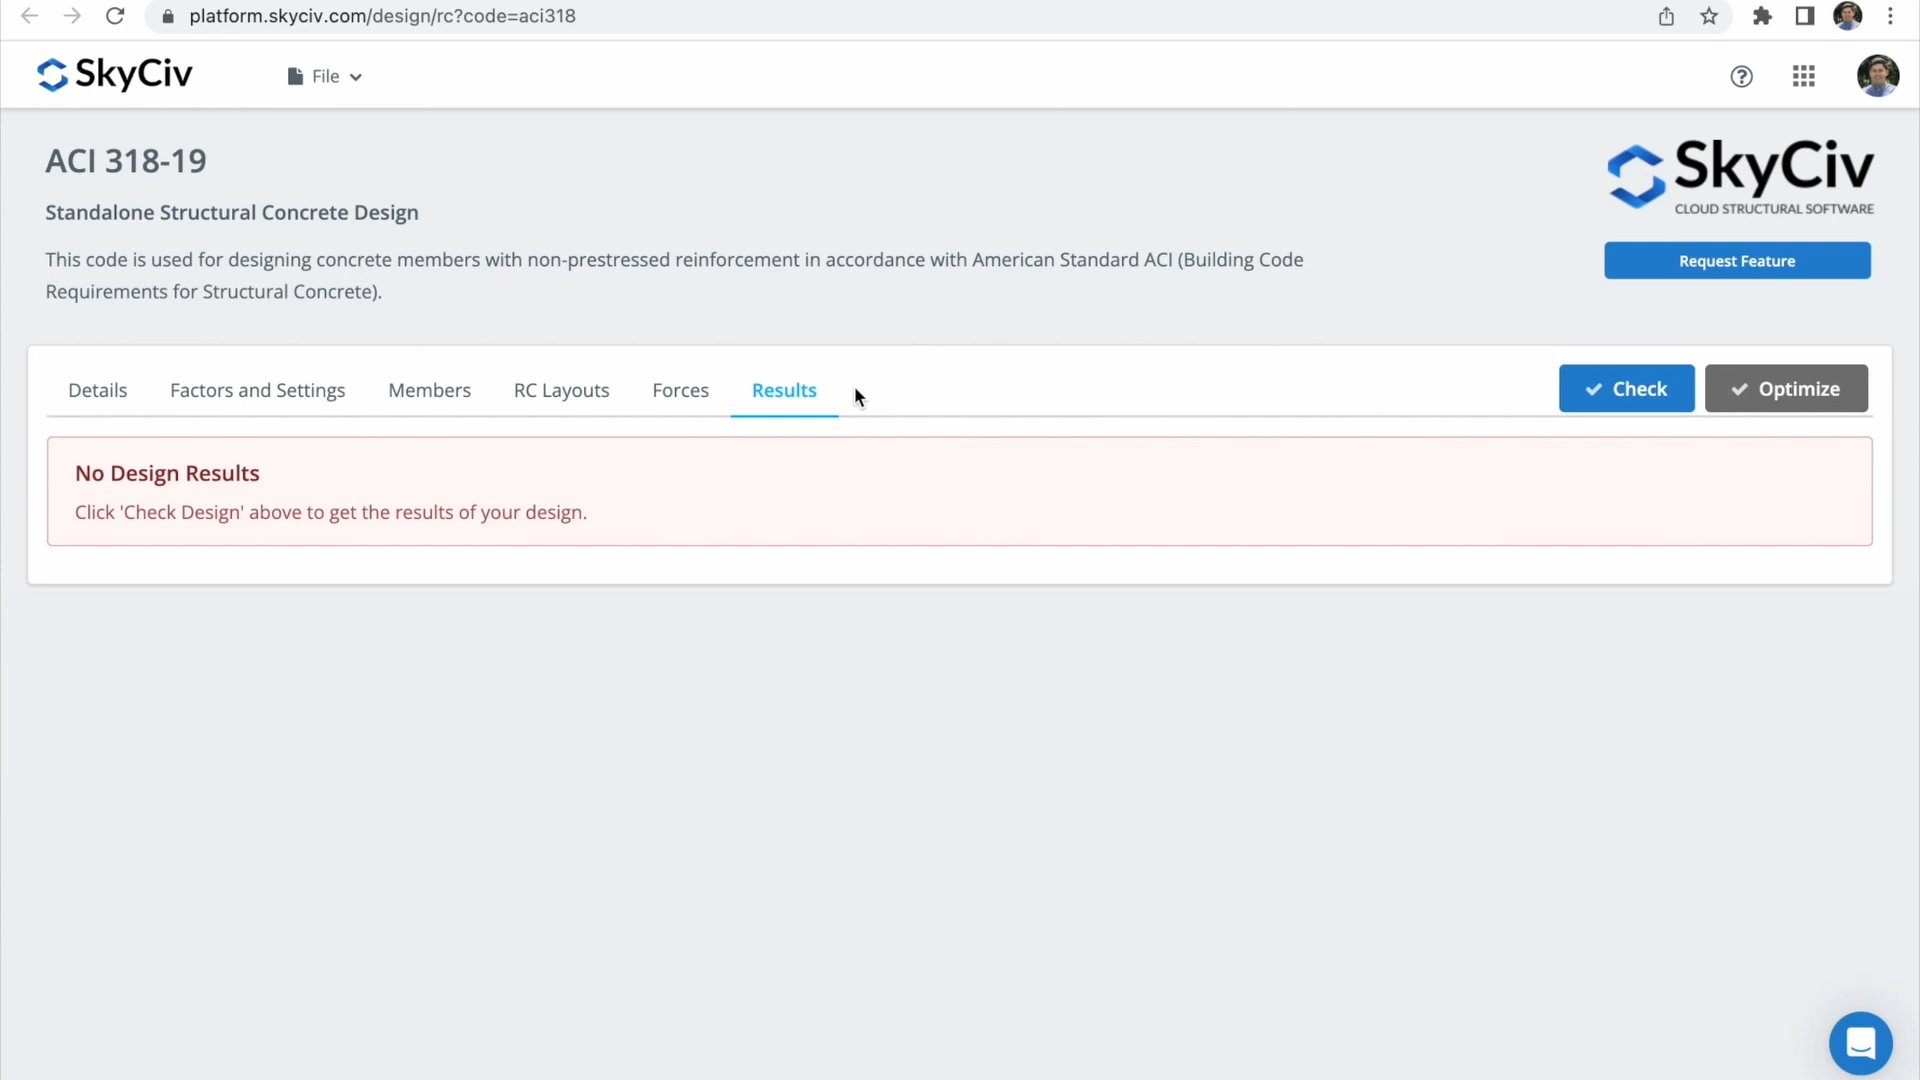 platform.skyciv.com/design/rc?code=aci318
SkyCiv
File
ACI 318-19
Standalone Structural Concrete Design
This code is used for designing concrete members with non-prestressed reinforcement in accordance with American Standard ACI (Building Code
Requirements for Structural Concrete).
SkyCiv
CLOUD STRUCTURAL SOFTWARE
Request Feature
Details Factors and Settings Members RC Layouts Forces Results Check Optimize
No Design Results
Click 'Check Design' above to get the results of your design.